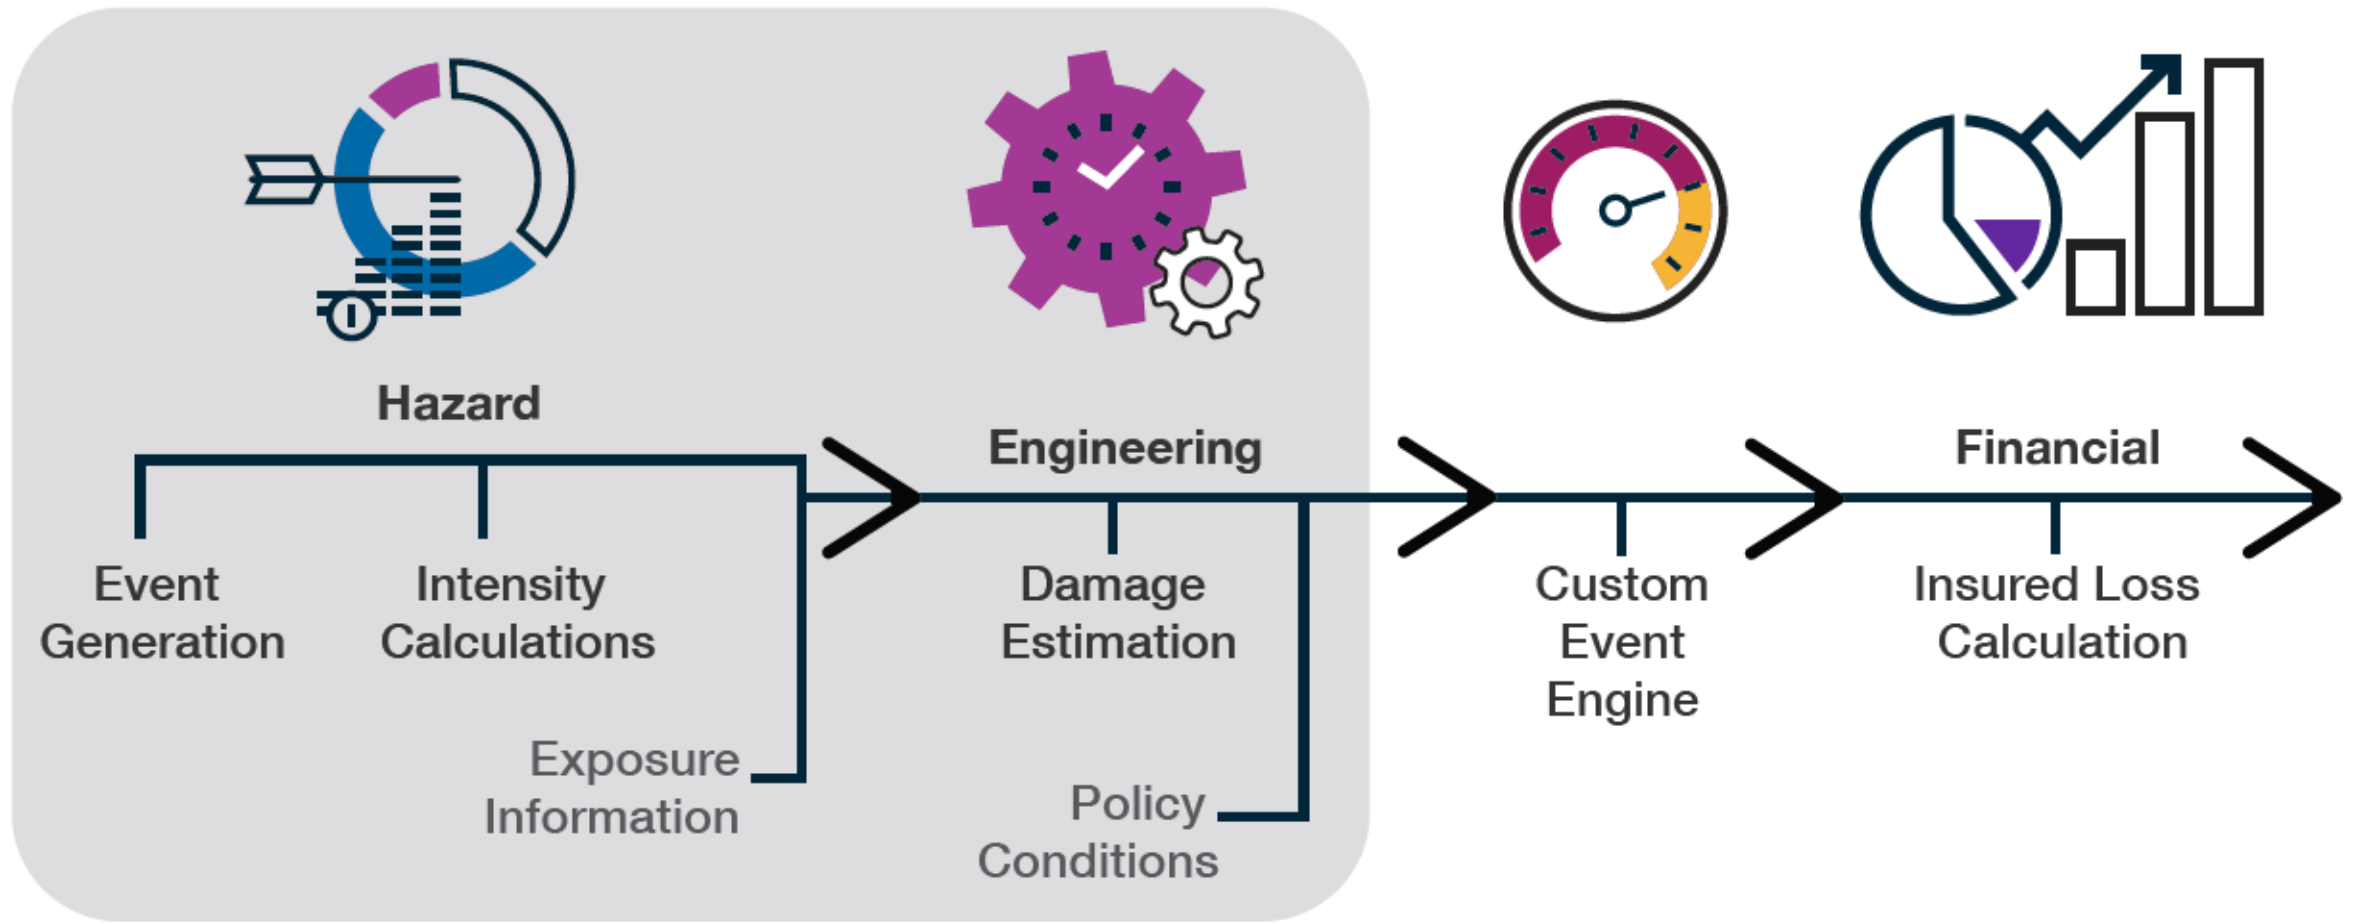 Hazard
Engineering
Financial
Event
Generation
Intensity
Calculations
Exposure
Information
Damage
Estimation
Policy
Conditions
Custom
Event
Engine
Insured Loss
Calculation